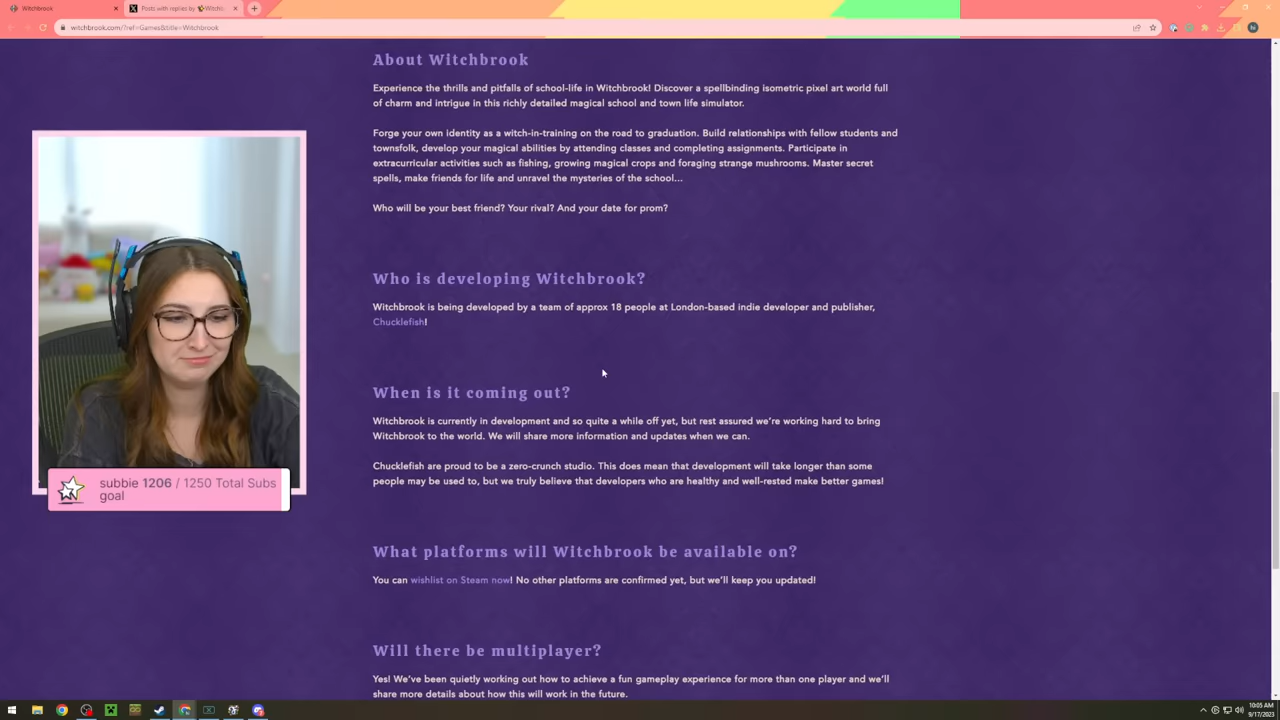 Witchbrook
Posts with replies by
witchbrook.com/?ref=Games&title=Witchbrook
About Witchbrook
Experience the thrills and pitfalls of school-life in Witchbrook! Discover a spellbinding isometric pixel art world full
of charm and intrigue in this richly detailed magical school and town life simulator.
Forge your own identity as a witch-in-training on the road to graduation. Build relationships with fellow students and
townsfolk, develop your magical abilities by attending classes and completing assignments. Participate in
extracurricular activities such as fishing, growing magical crops and foraging strange mushrooms. Master secret
spells, make friends for life and unravel the mysteries of the school...
Who will be your best friend? Your rival? And your date for prom?
Who is developing Witchbrook?
Witchbrook is being developed by a team of approx 18 people at London-based indie developer and publisher,
Chucklefish!
When is it coming out?
Witchbrook is currently in development and so quite a while off yet, but rest assured we're working hard to bring
Witchbrook to the world. We will share more information and updates when we can.
Chucklefish are proud to be a zero-crunch studio. This does mean that development will take longer than some
people may be used to, but we truly believe that developers who are healthy and well-rested make better games!
What platforms will Witchbrook be available on?
You can wishlist on Steam now! No other platforms are confirmed yet, but we'll keep you updated!
Will there be multiplayer?
Yes! We've been quietly working out how to achieve a fun gameplay experience for more than one player and we'll
share more details about how this will work in the future.
subbie 1206 / 1250 Total Subs
goal
10:05 AM
9/17/2023